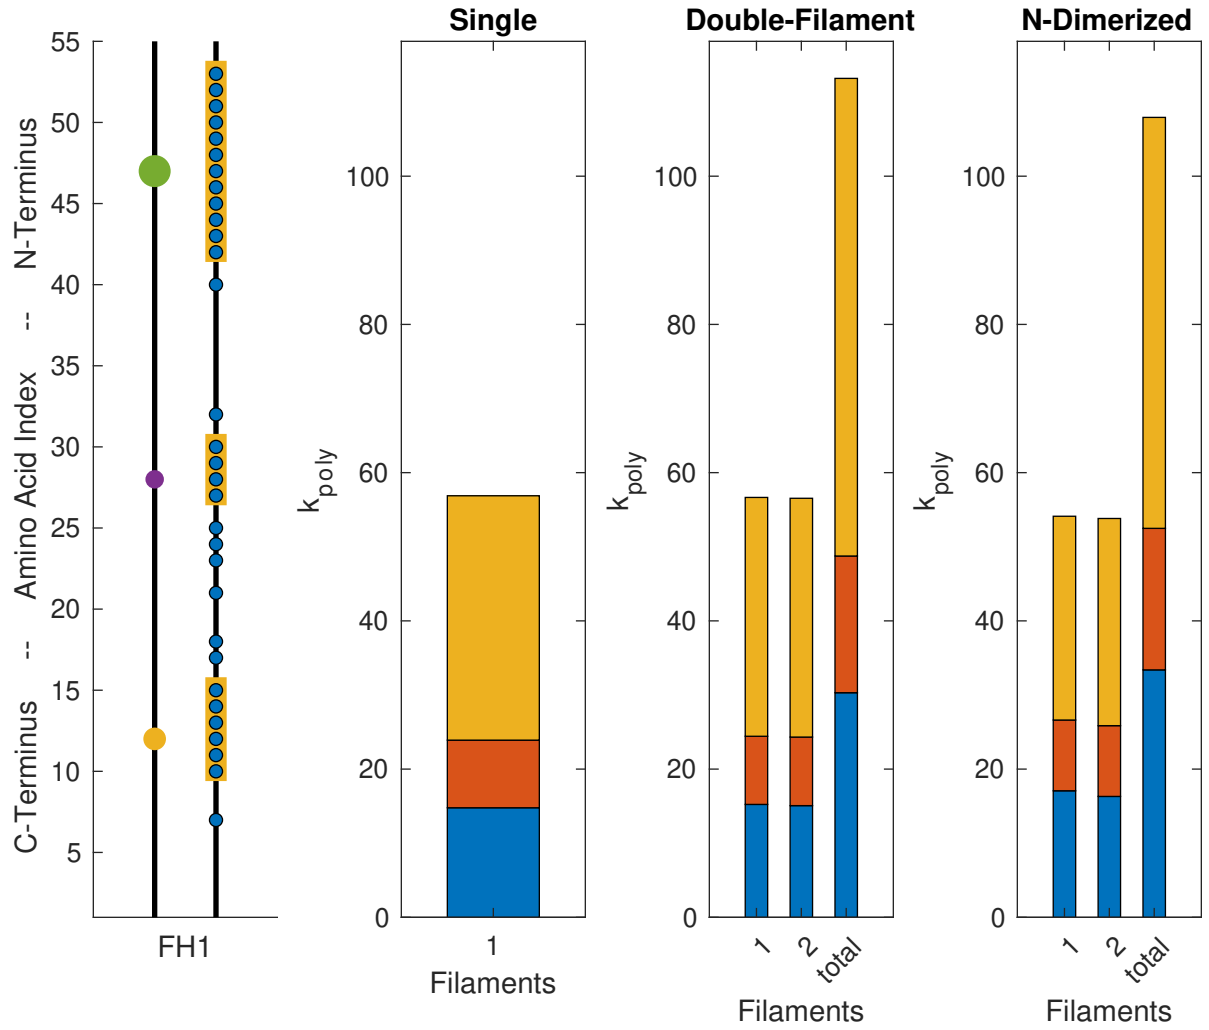 Single
Double-Filament
N-Dimerized
C-Terminus -- Amino Acid Index -- N-Terminus
55
50
45
40
35
30
25
20
15
10
5
FH1
k_poly
100
80
60
40
20
0
1
Filaments
k_poly
100
80
60
40
20
0
1
2
total
Filaments
k_poly
100
80
60
40
20
0
1
2
total
Filaments